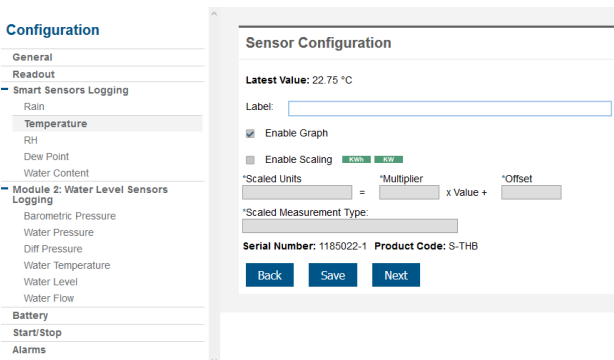 Configuration
General
Readout
Smart Sensors Logging
Rain
Temperature
RH
Dew Point
Water Content
Module 2: Water Level Sensors
Logging
Barometric Pressure
Water Pressure
Diff Pressure
Water Temperature
Water Level
Water Flow
Battery
Start/Stop
Alarms
Sensor Configuration
Latest Value: 22.75 °C
Label:
Enable Graph
Enable Scaling KWh KW
*Scaled Units *Multiplier *Offset
= x Value +
*Scaled Measurement Type:
Serial Number: 1185022-1 Product Code: S-THB
Back Save Next